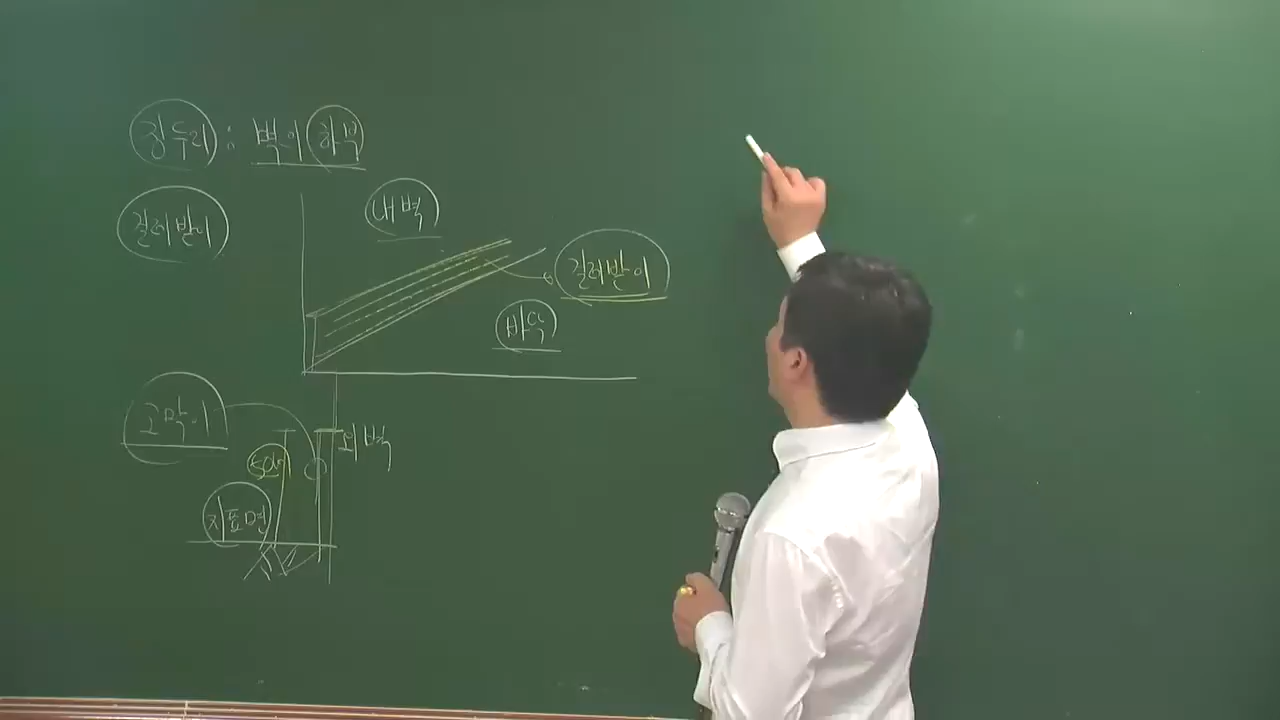 징두리 : 벽의 하부
걸레받이
내벽
걸레받이
바닥
고막이
외벽
50cm
지표면